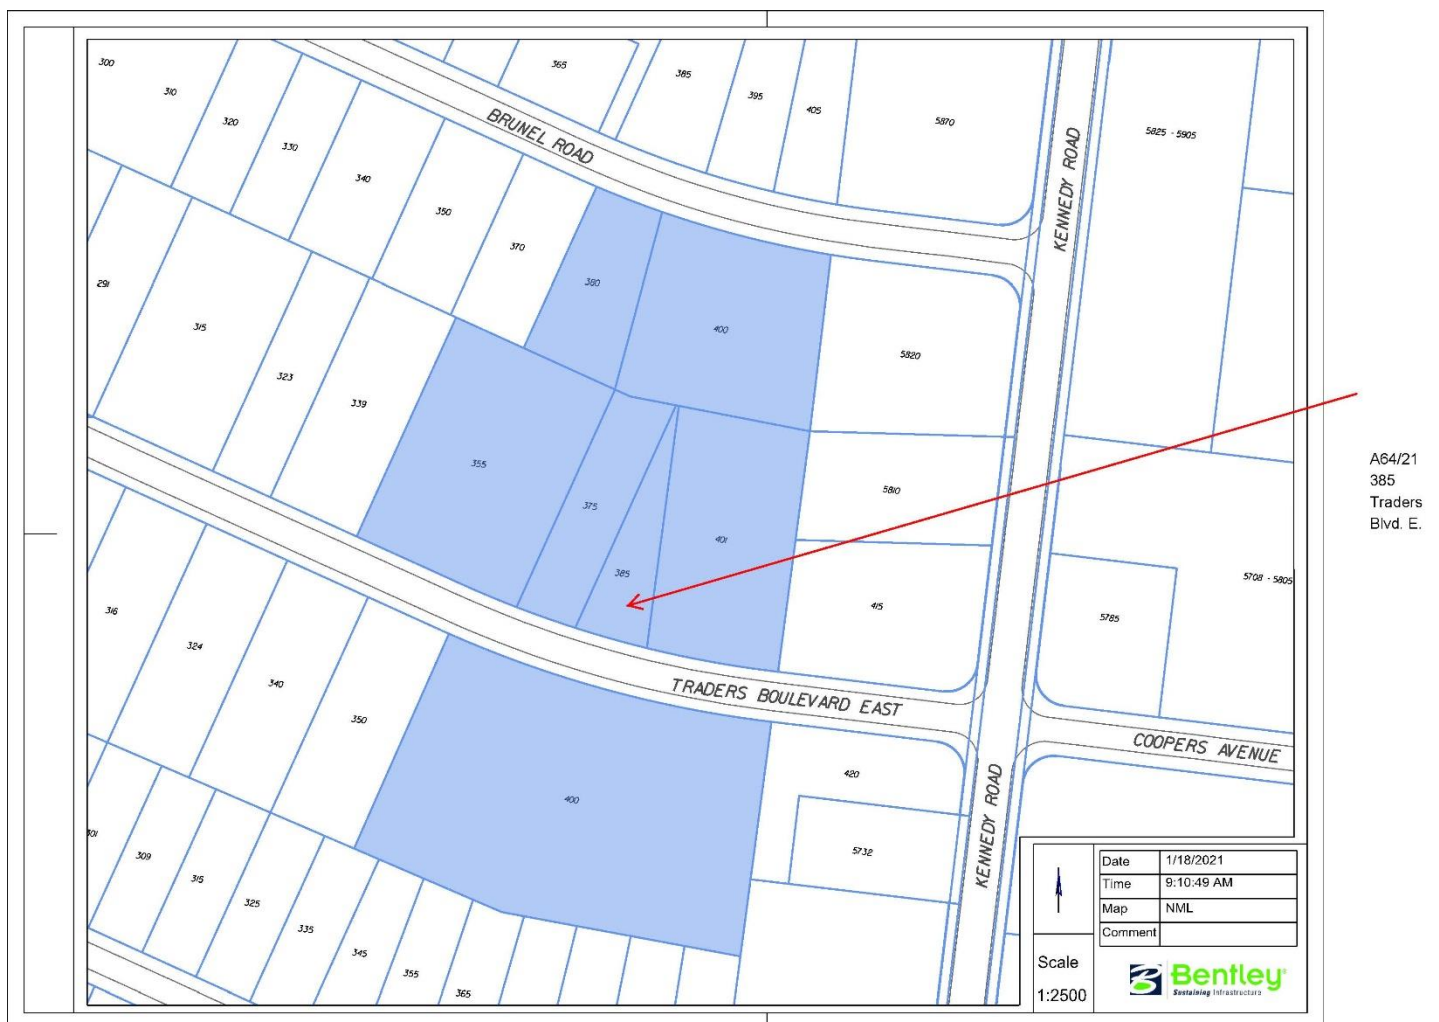 300
310
320
330
340
350
370
380
400
365
385
395
405
5870
5825 - 5905
BRUNEL ROAD
KENNEDY ROAD
291
315
323
339
355
375
385
401
5820
5810
415
A64/21
385
Traders
Blvd. E.
5708 - 5805
5785
316
324
340
350
400
TRADERS BOULEVARD EAST
COOPERS AVENUE
KENNEDY ROAD
420
5732
301
309
315
325
335
345
355
365
Date 1/18/2021
Time 9:10:49 AM
Map NML
Comment
Scale
1:2500
Bentley
Sustaining Infrastructure